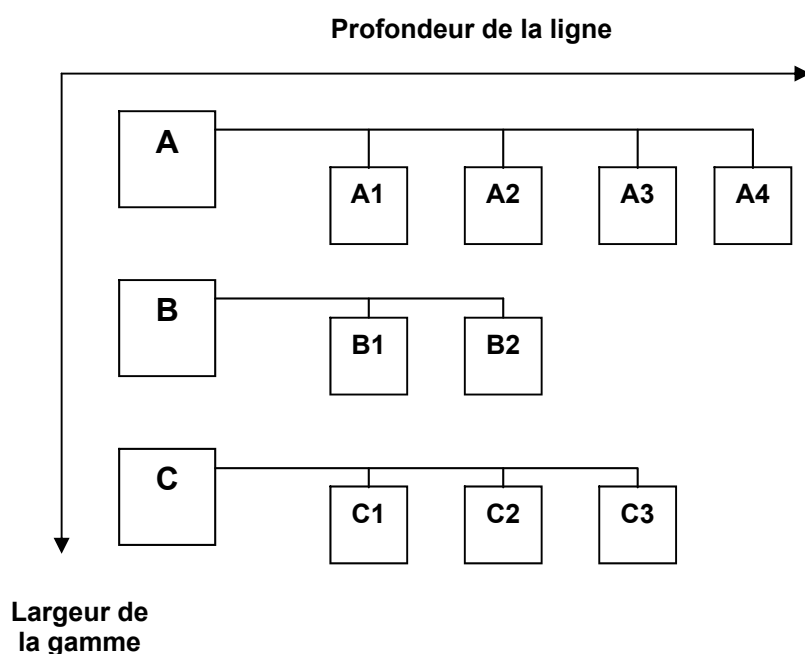 Profondeur de la ligne
A
A1 A2 A3 A4
B
B1 B2
C
C1 C2 C3
Largeur de
la gamme